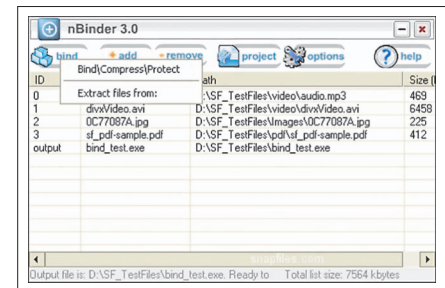 nBinder 3.0
bind add remove project options help
Bind\Compress\Protect
Extract files from:
ID ath Size (
0 D:\SF_TestFiles\video\audio.mp3 469
1 divxVideo.avi D:\SF_TestFiles\video\divxVideo.avi 6458
2 0C77087A.jpg D:\SF_TestFiles\Images\0C77087A.jpg 225
3 sf_pdf-sample.pdf D:\SF_TestFiles\pdf\sf_pdf-sample.pdf 412
output bind_test.exe D:\SF_TestFiles\bind_test.exe
snapfiles.com
Output file is: D:\SF_TestFiles\bind_test.exe. Ready to Total list size: 7564 kbytes